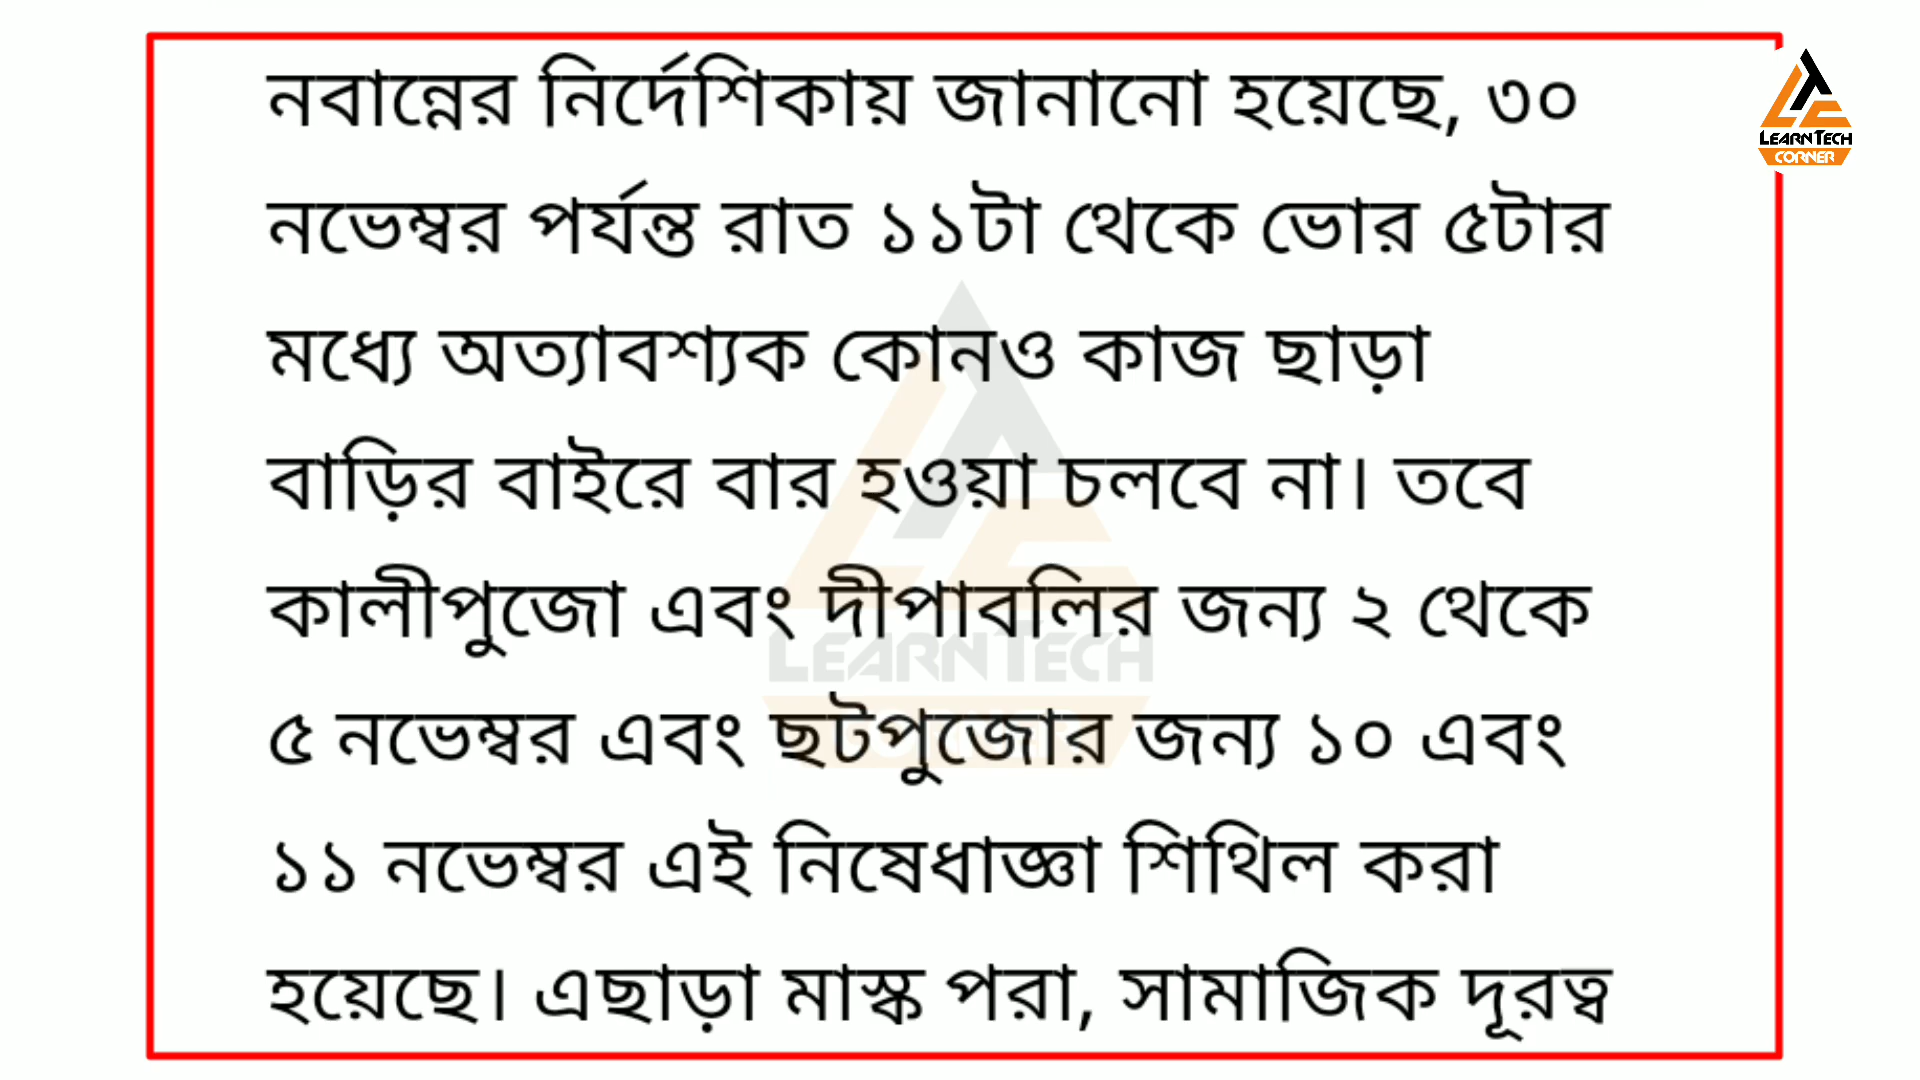 নবান্নের নির্দেশিকায় জানানো হয়েছে, ৩০
নভেম্বর পর্যন্ত রাত ১১টা থেকে ভোর ৫টার
মধ্যে অত্যাবশ্যক কোনও কাজ ছাড়া
বাড়ির বাইরে বার হওয়া চলবে না। তবে
কালীপুজো এবং দীপাবলির জন্য ২ থেকে
৫ নভেম্বর এবং ছটপুজোর জন্য ১০ এবং
১১ নভেম্বর এই নিষেধাজ্ঞা শিথিল করা
হয়েছে। এছাড়া মাস্ক পরা, সামাজিক দূরত্ব
LEARNTECH
CORNER
LEARNTECH